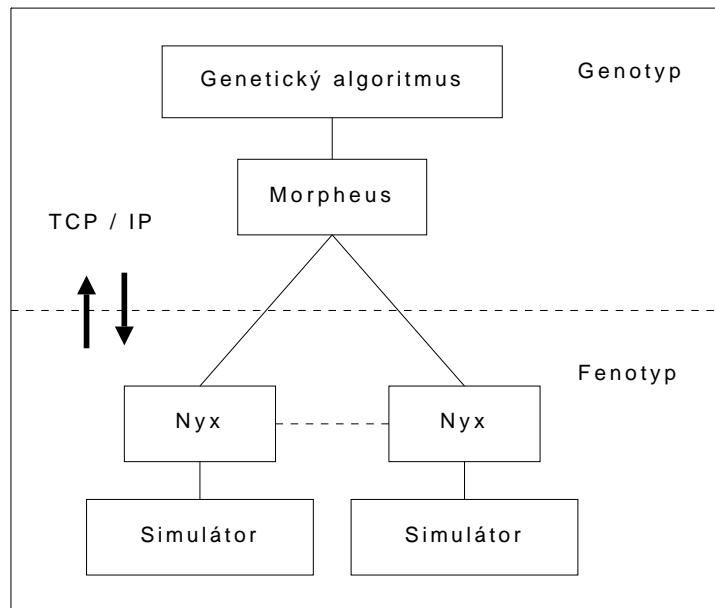 Genetický algoritmus
Genotyp
Morpheus
TCP / IP
Fenotyp
Nyx
Nyx
Simulátor
Simulátor